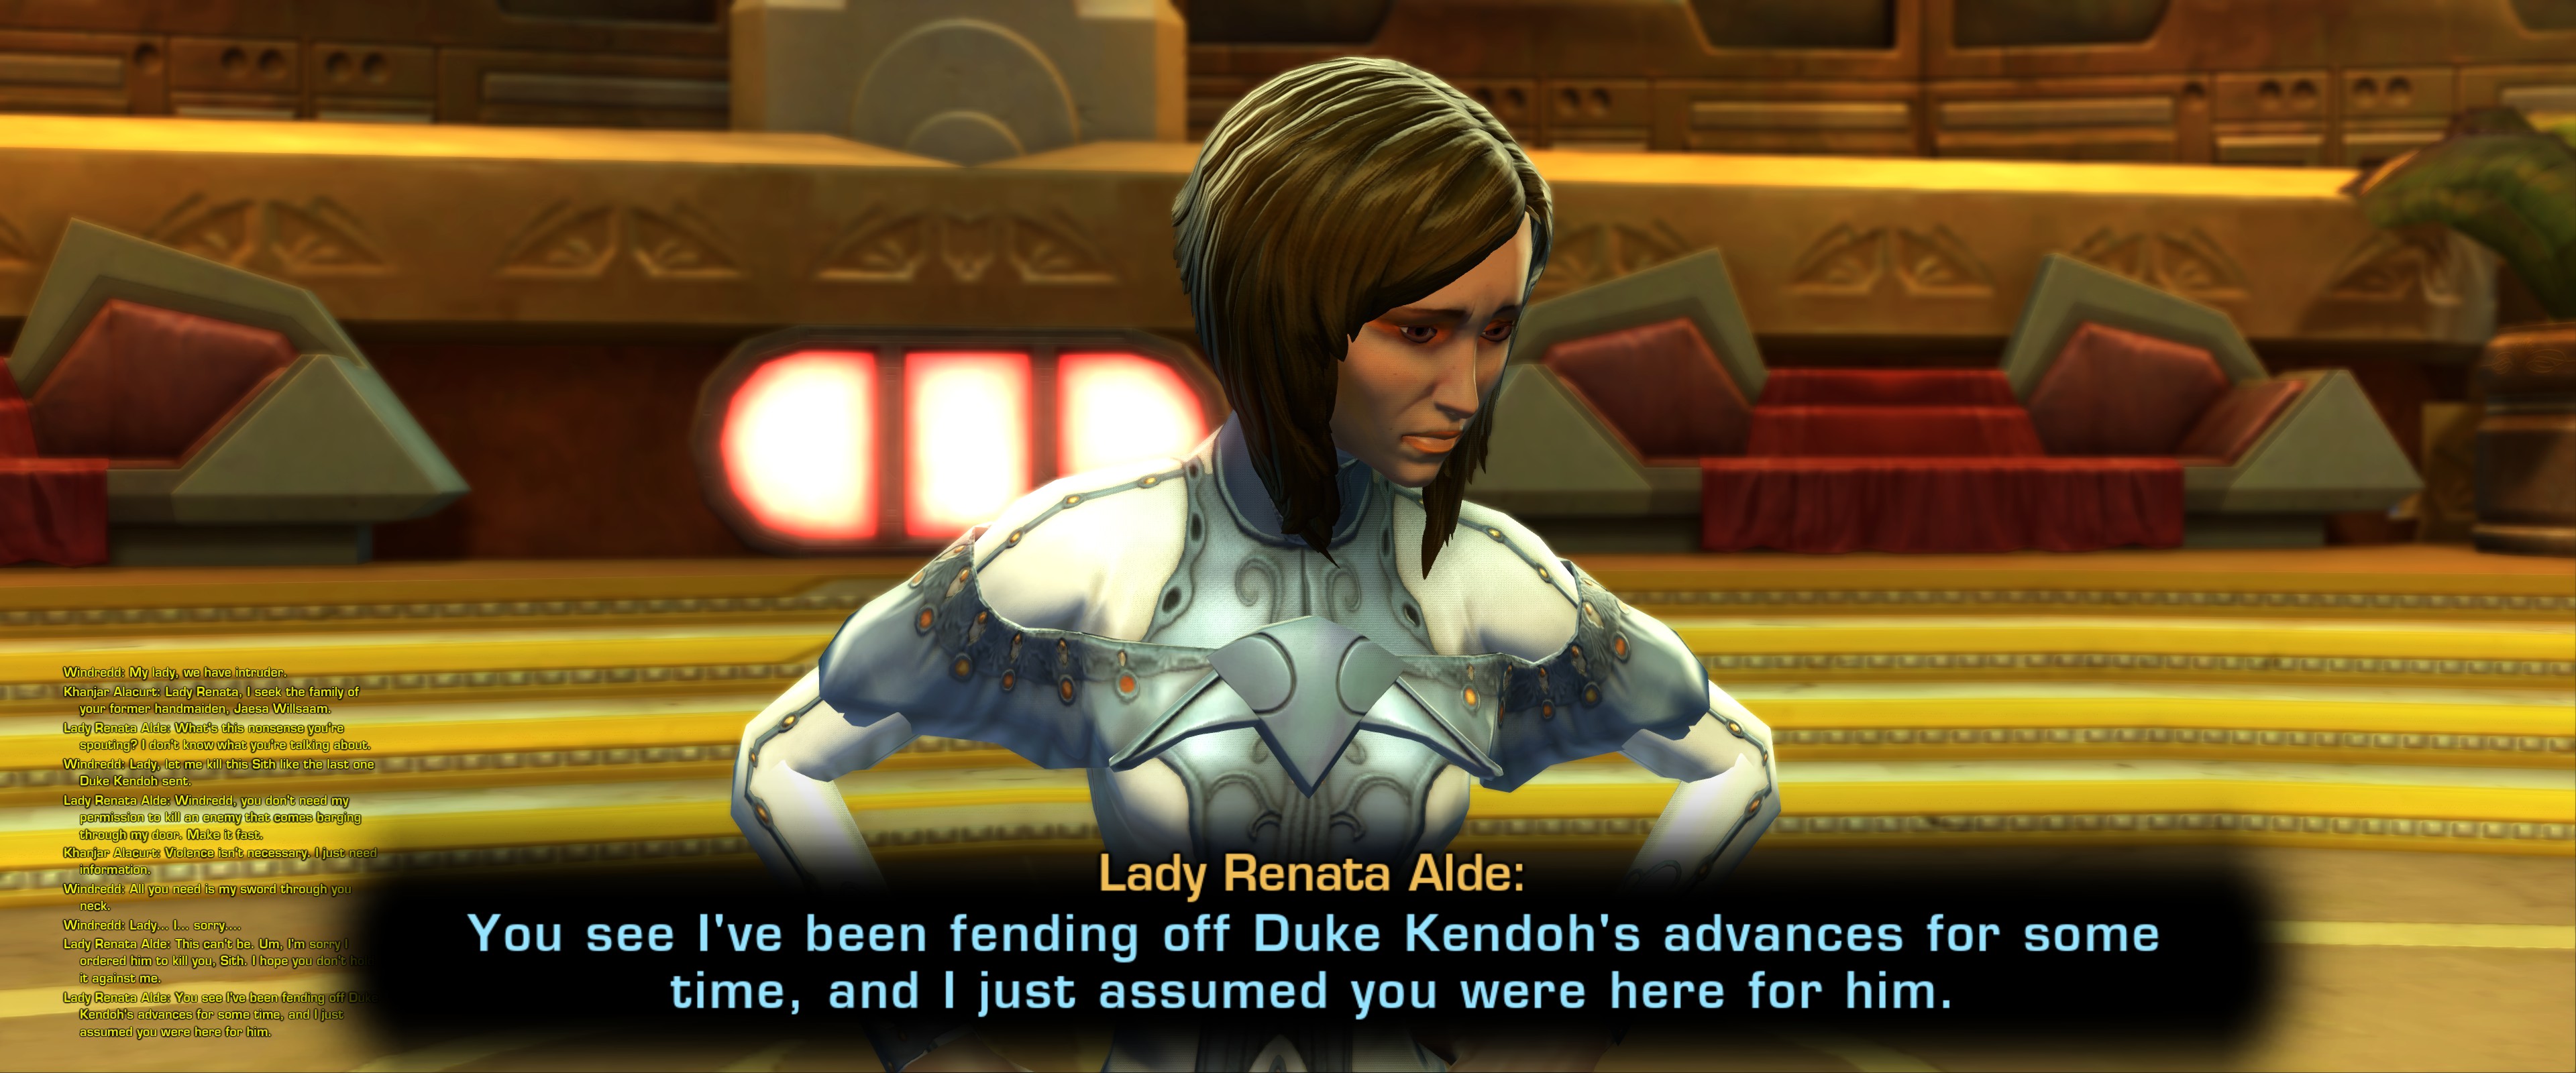 Windredd: My lady, we have intruder.
Khanjar Alacurt: Lady Renata, I seek the family of
your former handmaiden, Jaesa Willsaam.
Lady Renata Alde: What's this nonsense you're
spouting? I don't know what you're talking about.
Windredd: Lady, let me kill this Sith like the last one
Duke Kendoh sent.
Lady Renata Alde: Windredd, you don't need my
permission to kill an enemy that comes barging
through my door. Make it fast.
Khanjar Alacurt: Violence isn't necessary. I just need
information.
Windredd: All you need is my sword through you
neck.
Windredd: Lady... I... sorry....
Lady Renata Alde: This can't be. Um, I'm sorry I
ordered him to kill you, Sith. I hope you don't hold
it against me.
Lady Renata Alde: You see I've been fending off Duke
Kendoh's advances for some time, and I just
assumed you were here for him.
Lady Renata Alde:
You see I've been fending off Duke Kendoh's advances for some
time, and I just assumed you were here for him.